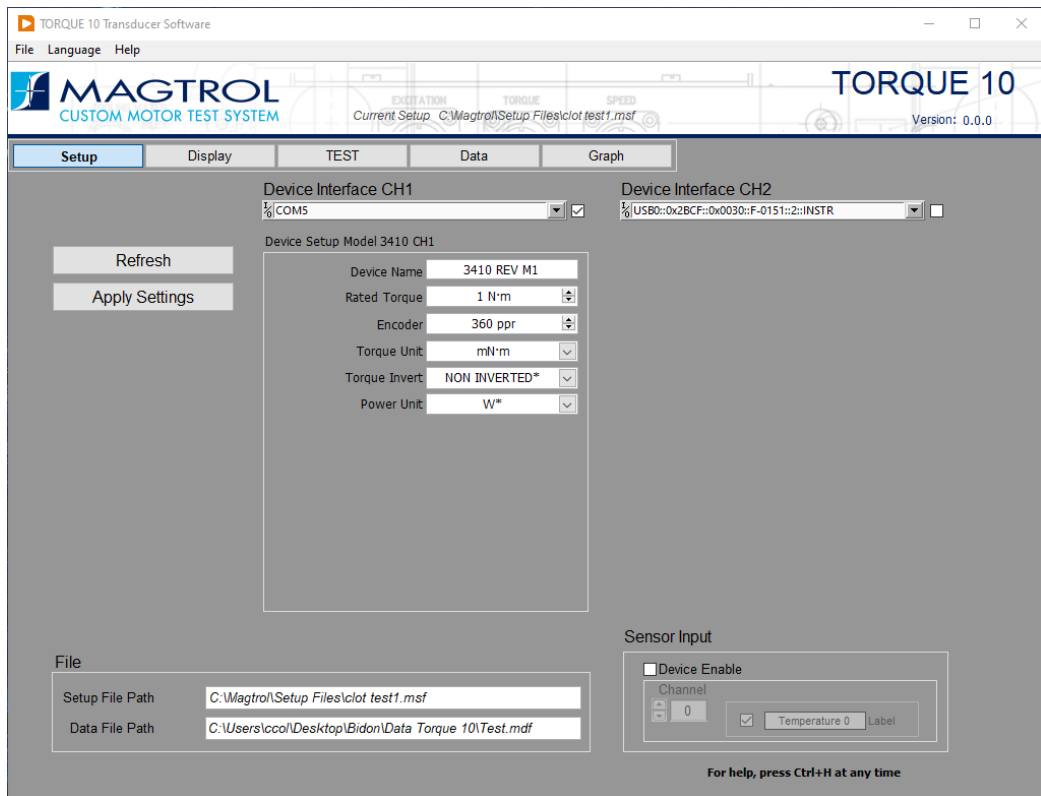 TORQUE 10 Transducer Software
File Language Help
MAGTROL
CUSTOM MOTOR TEST SYSTEM
EXCITATION TORQUE SPEED
Current Setup C:\Magtrol\Setup Files\clot test1.msf
TORQUE 10
Version: 0.0.0
Setup Display TEST Data Graph
Device Interface CH1
COM5
Device Interface CH2
USB0::0x2BCF::0x0030::F-0151::2::INSTR
Refresh
Apply Settings
Device Setup Model 3410 CH1
Device Name 3410 REV M1
Rated Torque 1 N·m
Encoder 360 ppr
Torque Unit mN·m
Torque Invert NON INVERTED*
Power Unit W*
File
Setup File Path C:\Magtrol\Setup Files\clot test1.msf
Data File Path C:\Users\ccol\Desktop\Bidon\Data Torque 10\Test.mdf
Sensor Input
Device Enable
Channel
0
Temperature 0 Label
For help, press Ctrl+H at any time